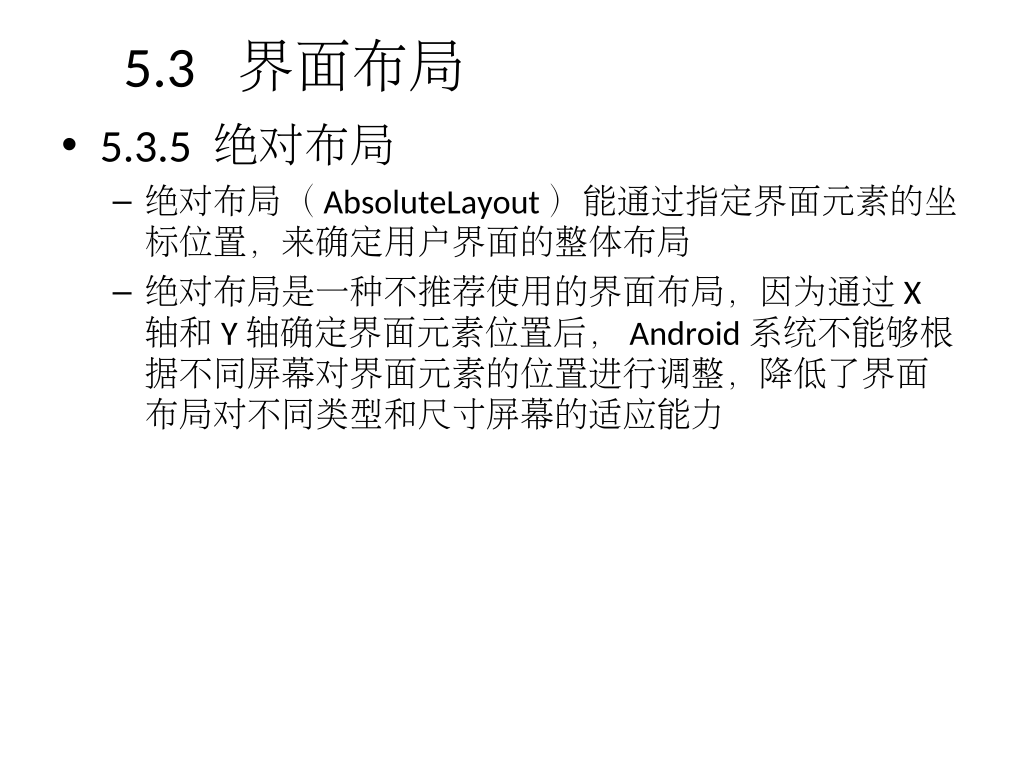 5.3 界面布局
• 5.3.5 绝对布局
– 绝对布局（AbsoluteLayout）能通过指定界面元素的坐
标位置，来确定用户界面的整体布局
– 绝对布局是一种不推荐使用的界面布局，因为通过 X
轴和 Y 轴确定界面元素位置后， Android 系统不能够根
据不同屏幕对界面元素的位置进行调整，降低了界面
布局对不同类型和尺寸屏幕的适应能力